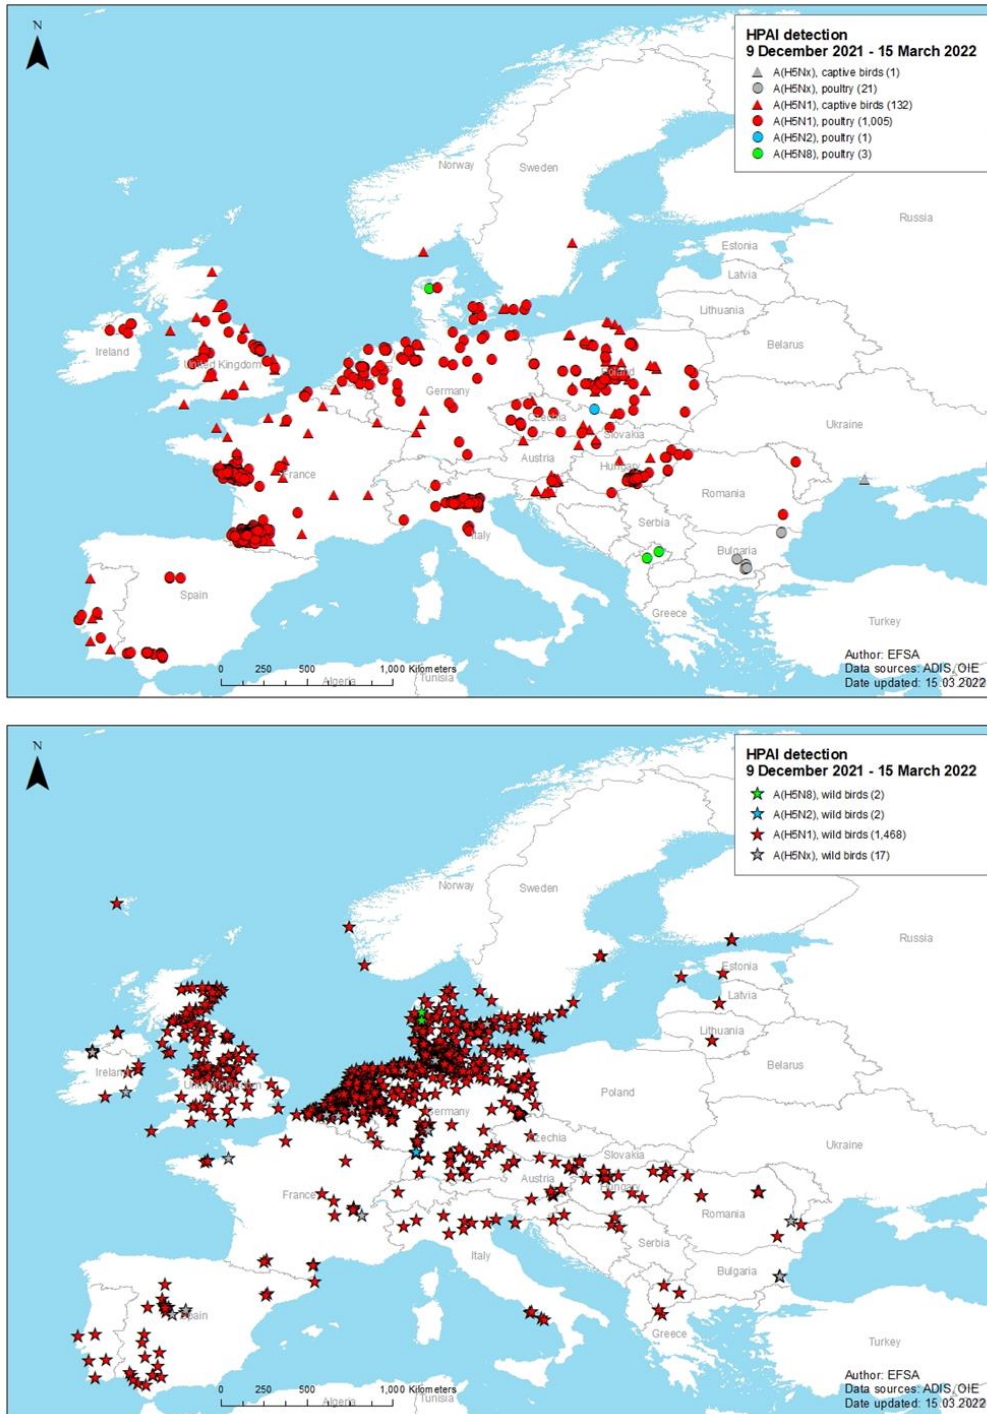 N
HPAI detection
9 December 2021 - 15 March 2022
A(H5Nx), captive birds (1)
A(H5Nx), poultry (21)
A(H5N1), captive birds (132)
A(H5N1), poultry (1,005)
A(H5N2), poultry (1)
A(H5N8), poultry (3)
Norway
Sweden
Russia
Estonia
Latvia
Lithuania
Belarus
Ireland
United Kingdom
Germany
Poland
Czechia
Ukraine
Slovakia
Austria
Hungary
France
Romania
Serbia
Italy
Bulgaria
Spain
Greece
Turkey
0 250 500 1,000 Kilometers
Algeria
Tunisia
Author: EFSA
Data sources: ADIS, OIE
Date updated: 15.03.2022
N
HPAI detection
9 December 2021 - 15 March 2022
A(H5N8), wild birds (2)
A(H5N2), wild birds (2)
A(H5N1), wild birds (1,468)
A(H5Nx), wild birds (17)
Norway
Sweden
Russia
Estonia
Latvia
Lithuania
Belarus
Ireland
United Kingdom
Poland
Germany
Czechia
Ukraine
Slovakia
Austria
Hungary
France
Romania
Serbia
Italy
Bulgaria
Spain
Greece
Turkey
0 250 500 1,000 Kilometers
Algeria
Tunisia
Author: EFSA
Data sources: ADIS, OIE
Date updated: 15.03.2022